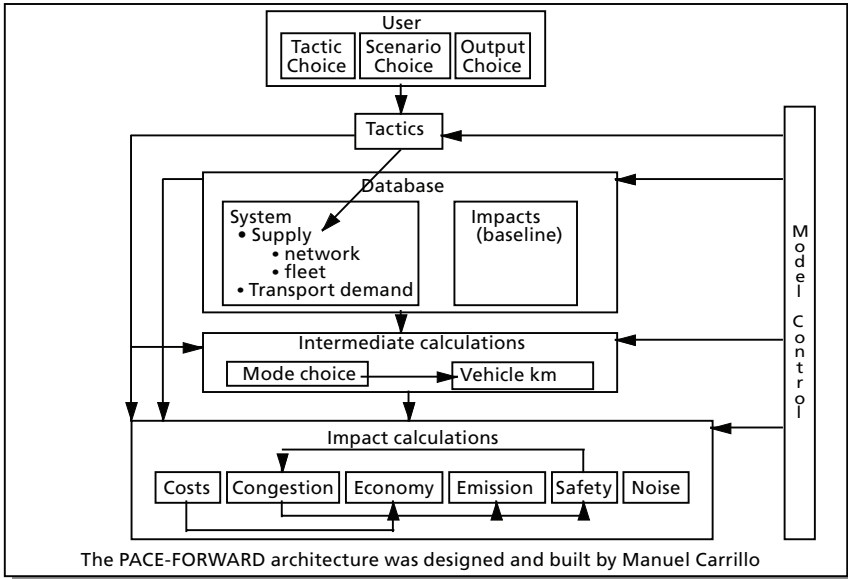 User
Tactic Choice
Scenario Choice
Output Choice
Tactics
Database
System
• Supply
• network
• fleet
• Transport demand
Impacts
(baseline)
Intermediate calculations
Mode choice
Vehicle km
Impact calculations
Costs
Congestion
Economy
Emission
Safety
Noise
Model Control
The PACE-FORWARD architecture was designed and built by Manuel Carrillo